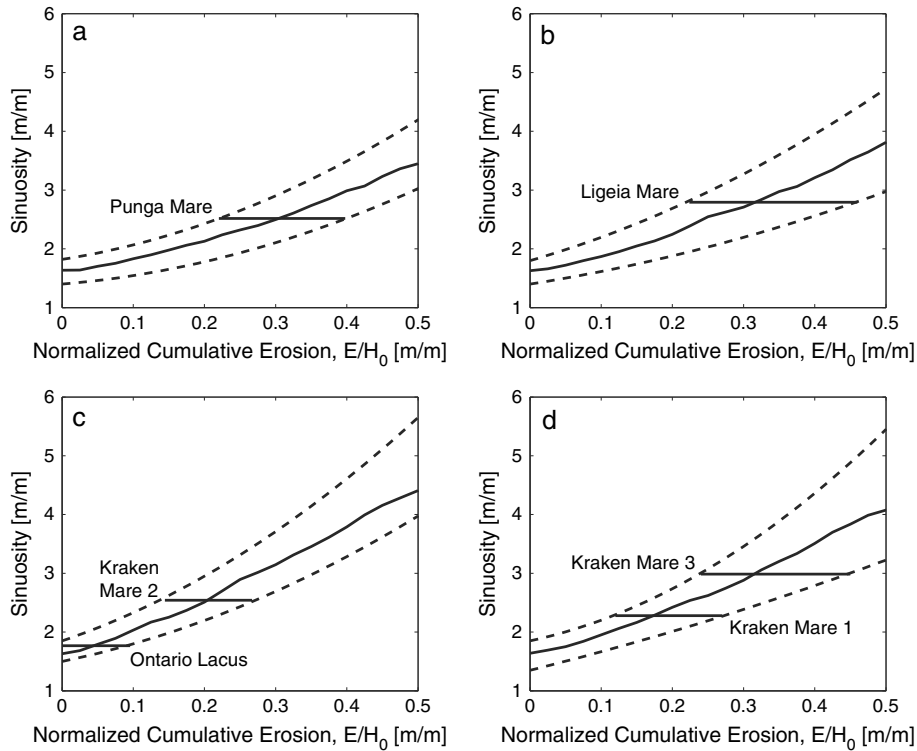 a
6
5
4
3
2
1
Sinuosity [m/m]
Punga Mare
0 0.1 0.2 0.3 0.4 0.5
Normalized Cumulative Erosion, E/H₀ [m/m]
b
6
5
4
3
2
1
Sinuosity [m/m]
Ligeia Mare
0 0.1 0.2 0.3 0.4 0.5
Normalized Cumulative Erosion, E/H₀ [m/m]
c
6
5
4
3
2
1
Sinuosity [m/m]
Kraken
Mare 2
Ontario Lacus
0 0.1 0.2 0.3 0.4 0.5
Normalized Cumulative Erosion, E/H₀ [m/m]
d
6
5
4
3
2
1
Sinuosity [m/m]
Kraken Mare 3
Kraken Mare 1
0 0.1 0.2 0.3 0.4 0.5
Normalized Cumulative Erosion, E/H₀ [m/m]